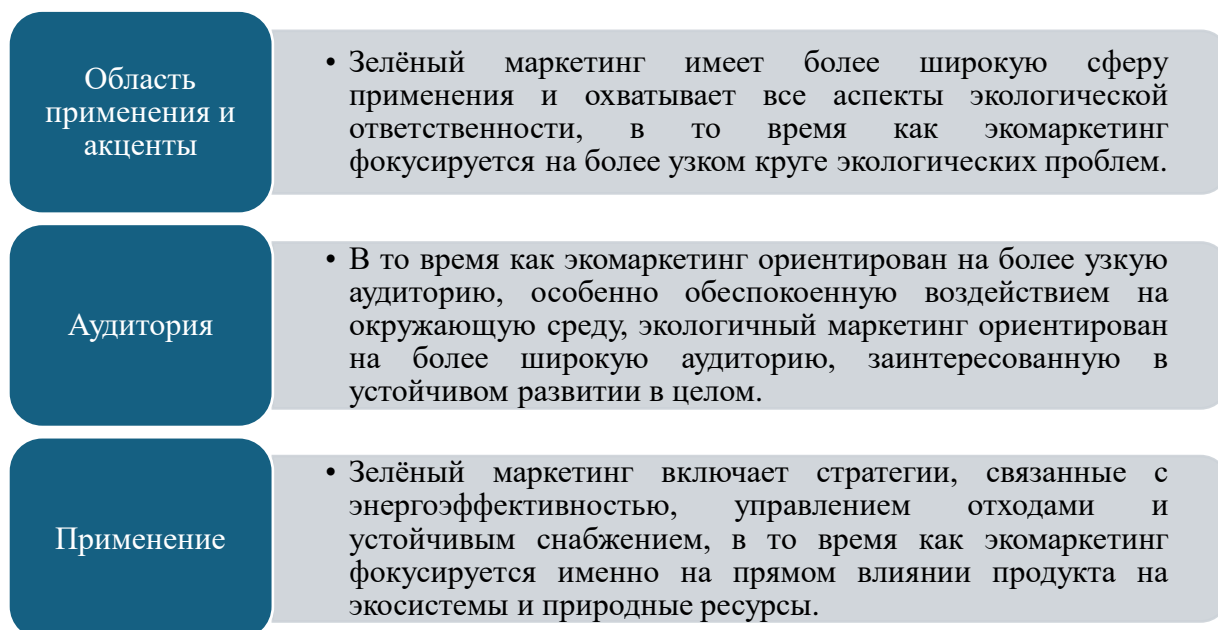 Область
применения и
акценты
• Зелёный маркетинг имеет более широкую сферу
применения и охватывает все аспекты экологической
ответственности, в то время как экомаркетинг
фокусируется на более узком круге экологических проблем.
Аудитория
• В то время как экомаркетинг ориентирован на более узкую
аудиторию, особенно обеспокоенную воздействием на
окружающую среду, экологичный маркетинг ориентирован
на более широкую аудиторию, заинтересованную в
устойчивом развитии в целом.
Применение
• Зелёный маркетинг включает стратегии, связанные с
энергоэффективностью, управлением отходами и
устойчивым снабжением, в то время как экомаркетинг
фокусируется именно на прямом влиянии продукта на
экосистемы и природные ресурсы.